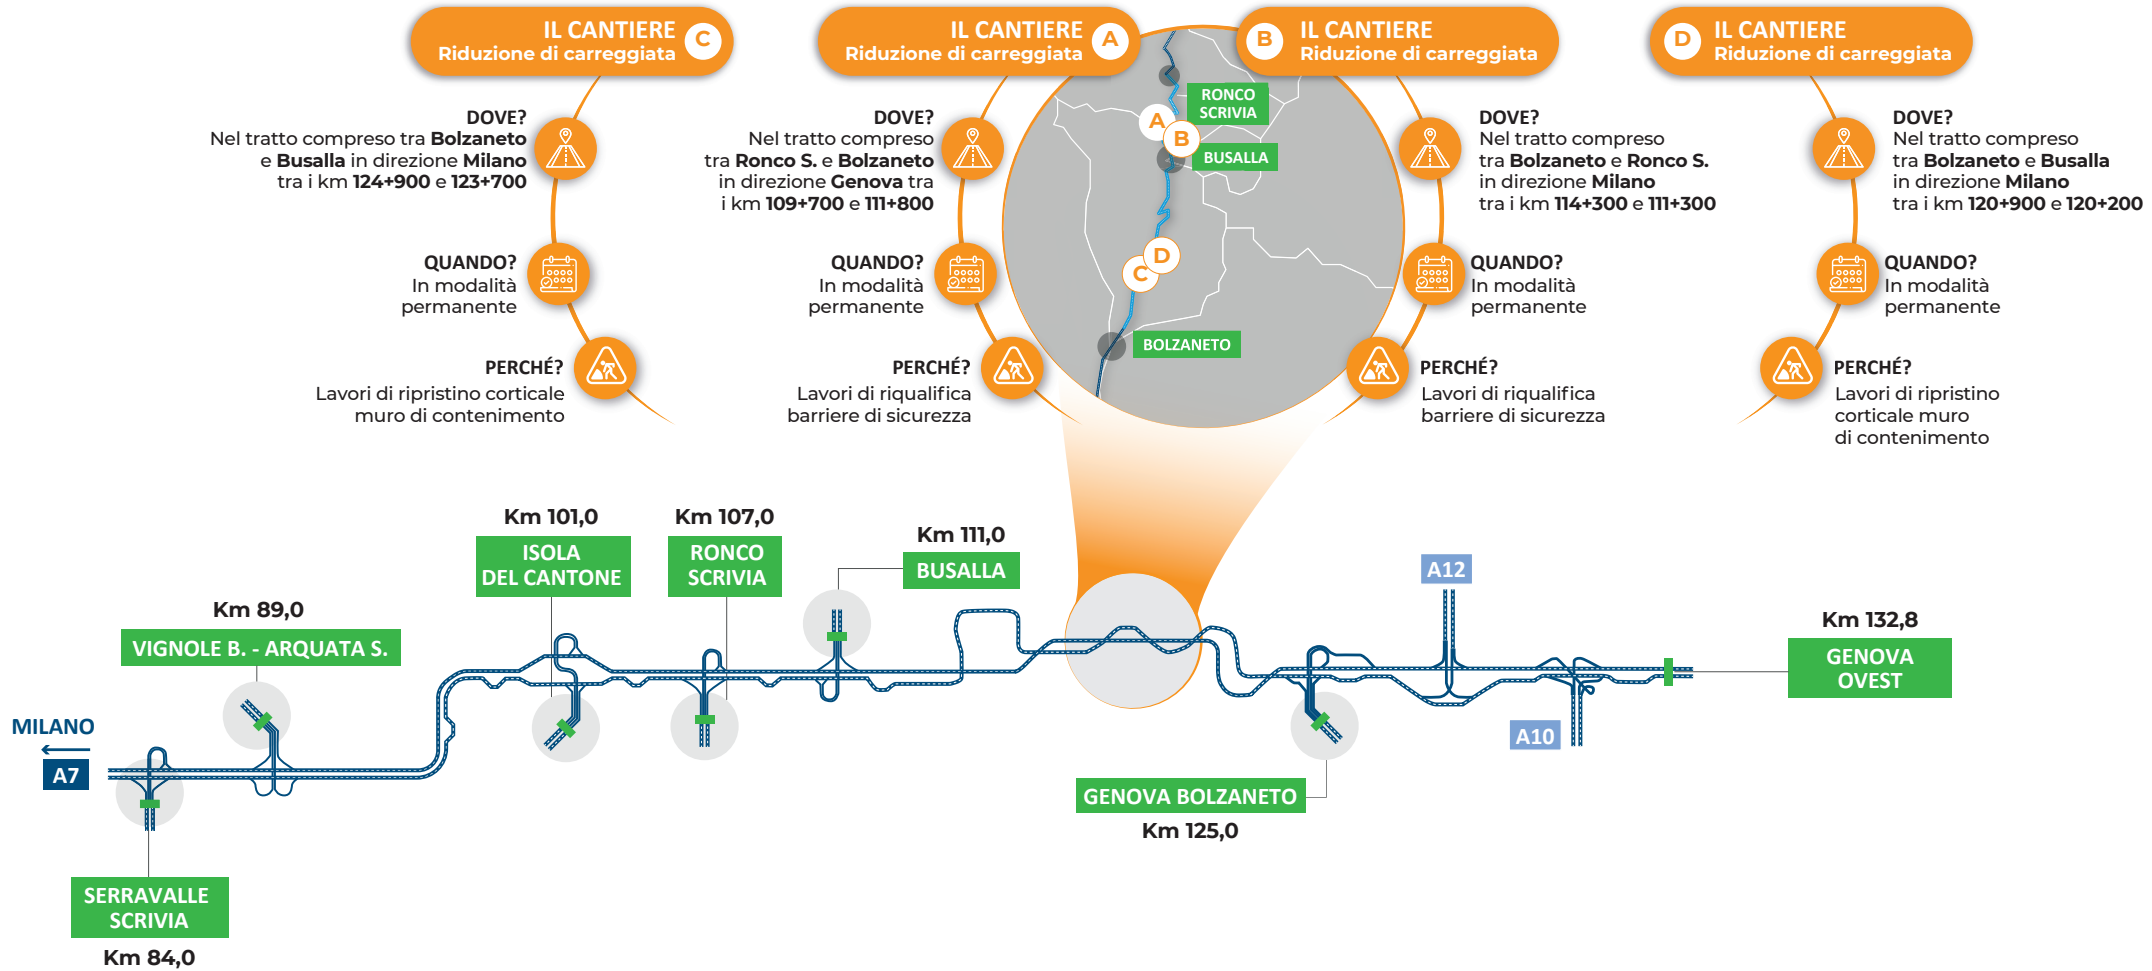 IL CANTIERE
Riduzione di carreggiata
C
DOVE?
Nel tratto compreso tra Bolzaneto
e Busalla in direzione Milano
tra i km 124+900 e 123+700
QUANDO?
In modalità
permanente
PERCHÉ?
Lavori di ripristino corticale
muro di contenimento
IL CANTIERE
Riduzione di carreggiata
A
DOVE?
Nel tratto compreso
tra Ronco S. e Bolzaneto
in direzione Genova tra
i km 109+700 e 111+800
QUANDO?
In modalità
permanente
PERCHÉ?
Lavori di riqualifica
barriere di sicurezza
RONCO
SCRIVIA
A
B
BUSALLA
D
C
BOLZANETO
B
IL CANTIERE
Riduzione di carreggiata
DOVE?
Nel tratto compreso
tra Bolzaneto e Ronco S.
in direzione Milano
tra i km 114+300 e 111+300
QUANDO?
In modalità
permanente
PERCHÉ?
Lavori di riqualifica
barriere di sicurezza
D
IL CANTIERE
Riduzione di carreggiata
DOVE?
Nel tratto compreso
tra Bolzaneto e Busalla
in direzione Milano
tra i km 120+900 e 120+200
QUANDO?
In modalità
permanente
PERCHÉ?
Lavori di ripristino
corticale muro
di contenimento
MILANO
A7
SERRAVALLE
SCRIVIA
Km 84,0
Km 89,0
VIGNOLE B. - ARQUATA S.
Km 101,0
ISOLA
DEL CANTONE
Km 107,0
RONCO
SCRIVIA
Km 111,0
BUSALLA
GENOVA BOLZANETO
Km 125,0
A12
A10
Km 132,8
GENOVA
OVEST